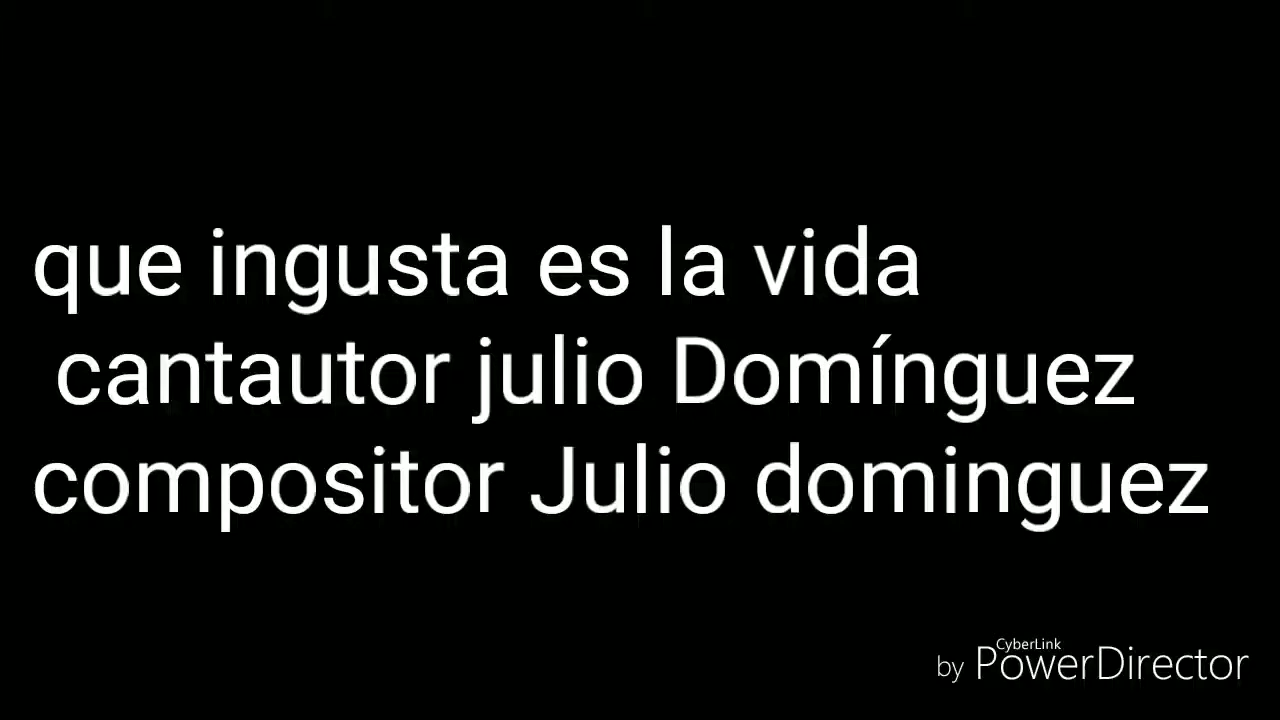 que ingusta es la vida
cantautor julio Domínguez
compositor Julio dominguez
CyberLink
by PowerDirector